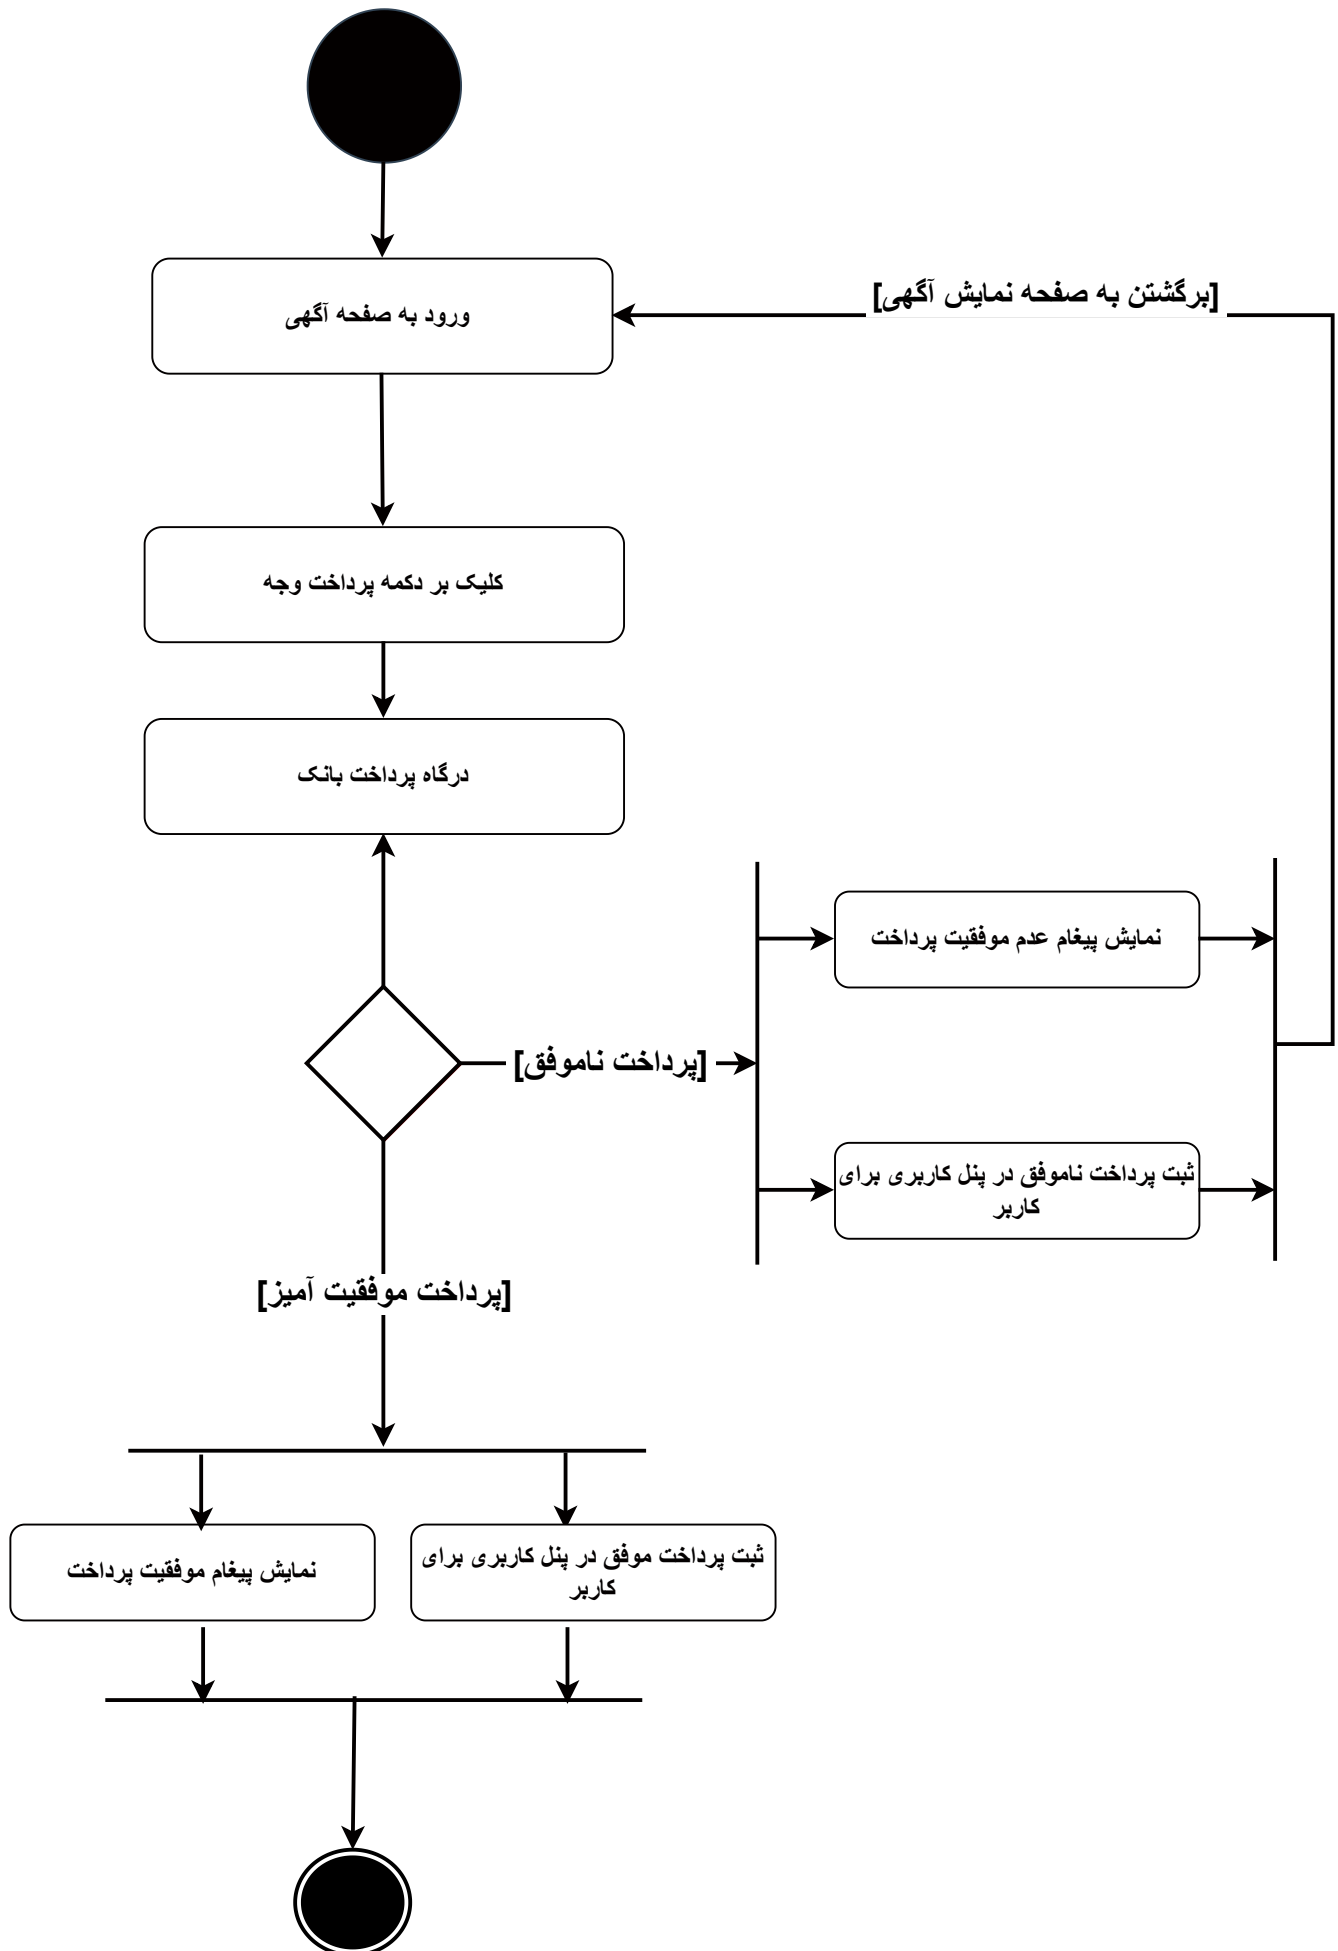 [برگشتن به صفحه نمایش آگهی]
ورود به صفحه آگهی
کلیک بر دکمه پرداخت وجه
درگاه پرداخت بانک
نمایش پیغام عدم موفقیت پرداخت
[پرداخت ناموفق]
ثبت پرداخت ناموفق در پنل کاربری برای
کاربر
[پرداخت موفقیت آمیز]
ثبت پرداخت موفق در پنل کاربری برای
کاربر
نمایش پیغام موفقیت پرداخت